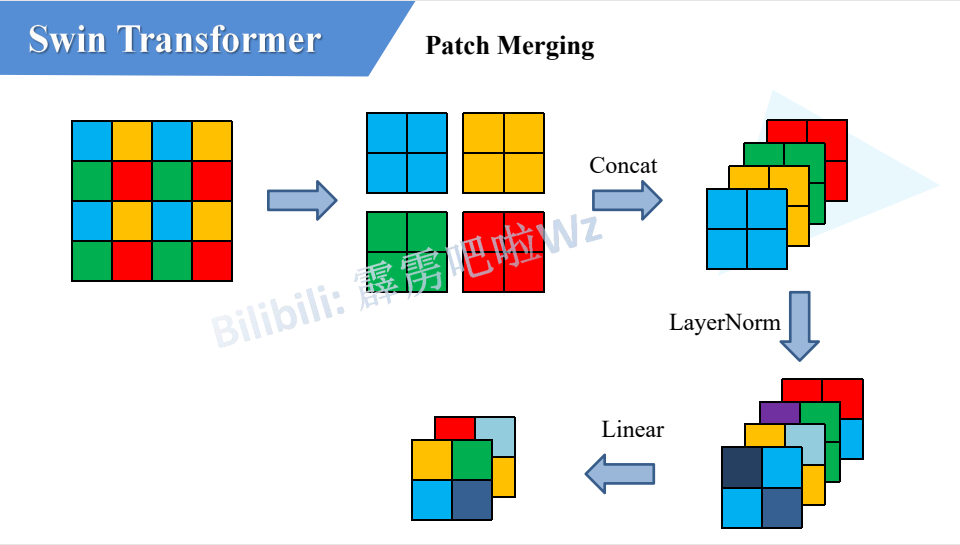 Swin Transformer
Patch Merging
Concat
Bilibili: 霹雳吧啦Wz
LayerNorm
Linear